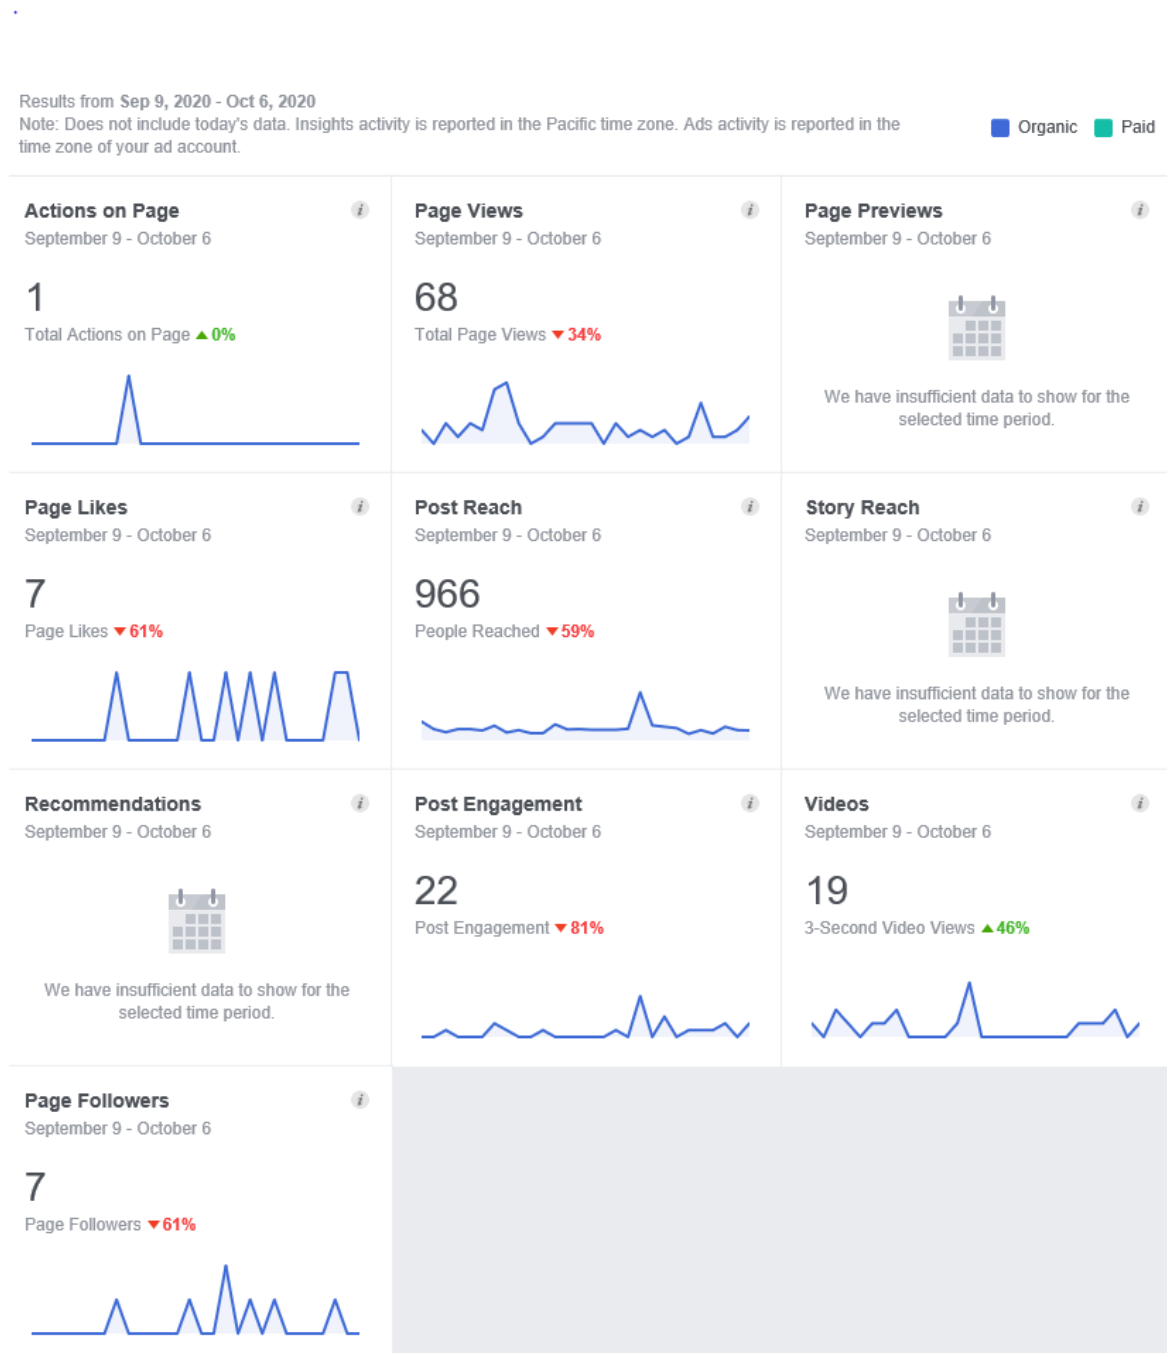 Results from Sep 9, 2020 - Oct 6, 2020
Note: Does not include today's data. Insights activity is reported in the Pacific time zone. Ads activity is reported in the
time zone of your ad account.
Organic
Paid
Actions on Page
September 9 - October 6
1
Total Actions on Page 0%
Page Views
September 9 - October 6
68
Total Page Views 34%
Page Previews
September 9 - October 6
We have insufficient data to show for the
selected time period.
Page Likes
September 9 - October 6
7
Page Likes 61%
Post Reach
September 9 - October 6
966
People Reached 59%
Story Reach
September 9 - October 6
We have insufficient data to show for the
selected time period.
Recommendations
September 9 - October 6
We have insufficient data to show for the
selected time period.
Post Engagement
September 9 - October 6
22
Post Engagement 81%
Videos
September 9 - October 6
19
3-Second Video Views 46%
Page Followers
September 9 - October 6
7
Page Followers 61%